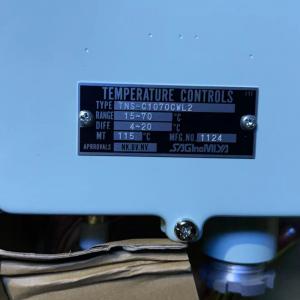 TEMPERATURE CONTROLS
TYPE TNS-C1070CWL2
RANGE 15-70 °C
DIFF. 4-20 °C
MT 115 °C MFG.NO. 1124
APPROVALS NK.BV.NV SAGInoMIYA